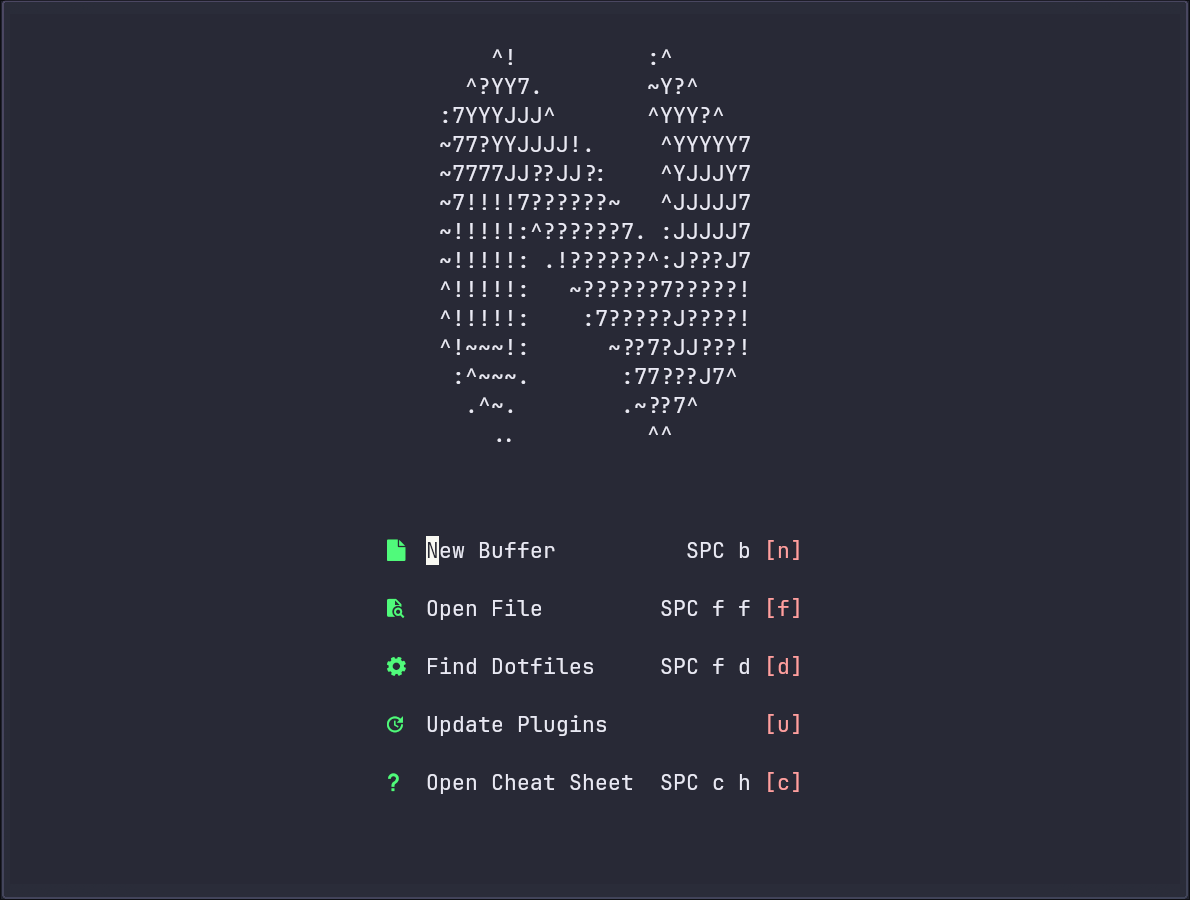 ^!          :^
  ^?YY7.        ~Y?^
:7YYYJJJ^       ^YYY?^
~77?YYJJJJ!.     ^YYYYY7
~7777JJ??JJ?:    ^YJJJY7
~7!!!!7??????~   ^JJJJJ7
~!!!!!:^??????7. :JJJJJ7
~!!!!!: .!??????^:J???J7
^!!!!!:   ~??????7?????!
^!!!!!:    :7?????J????!
^!~~~!:      ~??7?JJ???!
 :^~~~.       :77???J7^
  .^~.        .~??7^
    ..          ^^
New Buffer SPC b [n]
Open File SPC f f [f]
Find Dotfiles SPC f d [d]
Update Plugins [u]
? Open Cheat Sheet SPC c h [c]